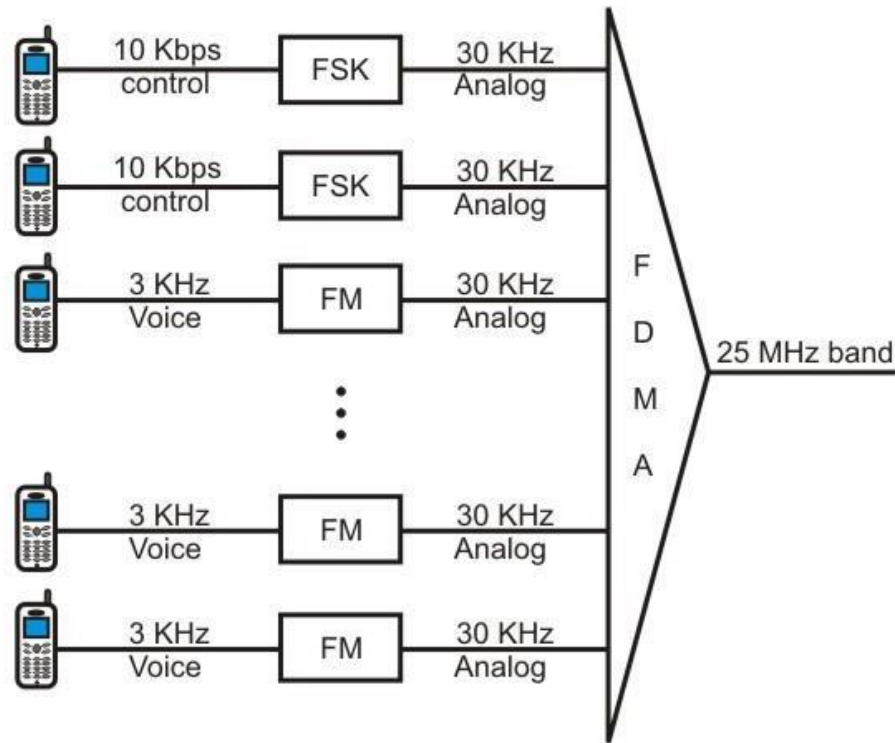 10 Kbps
control
FSK
30 KHz
Analog
10 Kbps
control
FSK
30 KHz
Analog
3 KHz
Voice
FM
30 KHz
Analog
F
D
M
A
25 MHz band
3 KHz
Voice
FM
30 KHz
Analog
3 KHz
Voice
FM
30 KHz
Analog